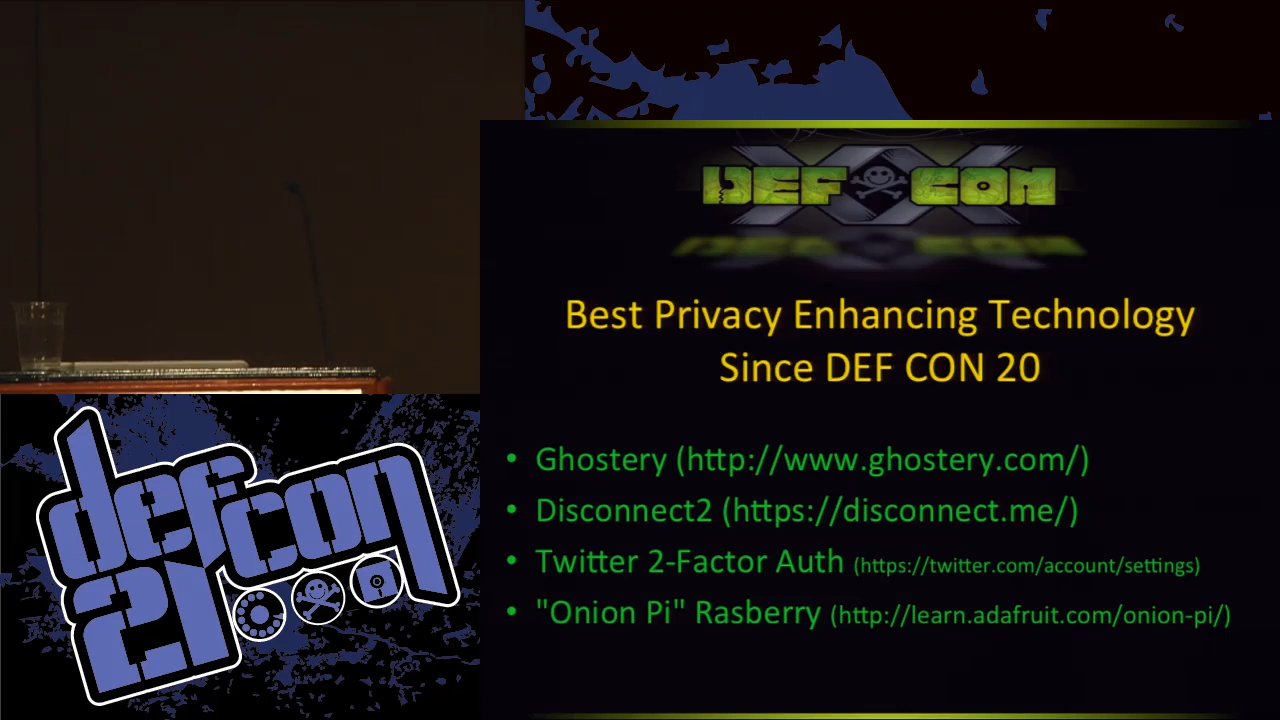 DEF CON
Best Privacy Enhancing Technology
Since DEF CON 20
• Ghostery (http://www.ghostery.com/)
• Disconnect2 (https://disconnect.me/)
• Twitter 2-Factor Auth (https://twitter.com/account/settings)
• "Onion Pi" Rasberry (http://learn.adafruit.com/onion-pi/)
defcon
21